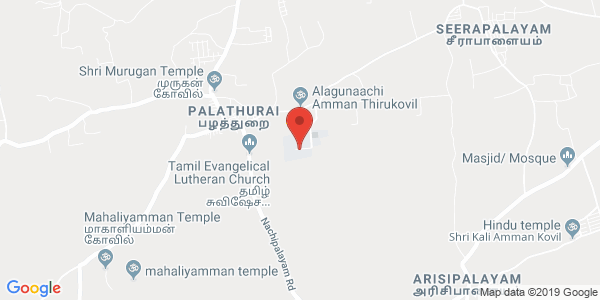 SEERAPALAYAM
சீராபாளையம்
Shri Murugan Temple
முருகன்
கோவில்
Alagunaachi
Amman Thirukovil
PALATHURAI
பழத்துறை
Tamil Evangelical
Lutheran Church
தமிழ்
சுவிஷேச...
Masjid/ Mosque
Mahaliyamman Temple
மாகாளியம்மன்
கோவில்
mahaliyamman temple
Nachipalayam Rd
Hindu temple
Shri Kali Amman Kovil
ARISIPALAYAM
அரிசிபாளையம்
Google
Map data ©2019 Google